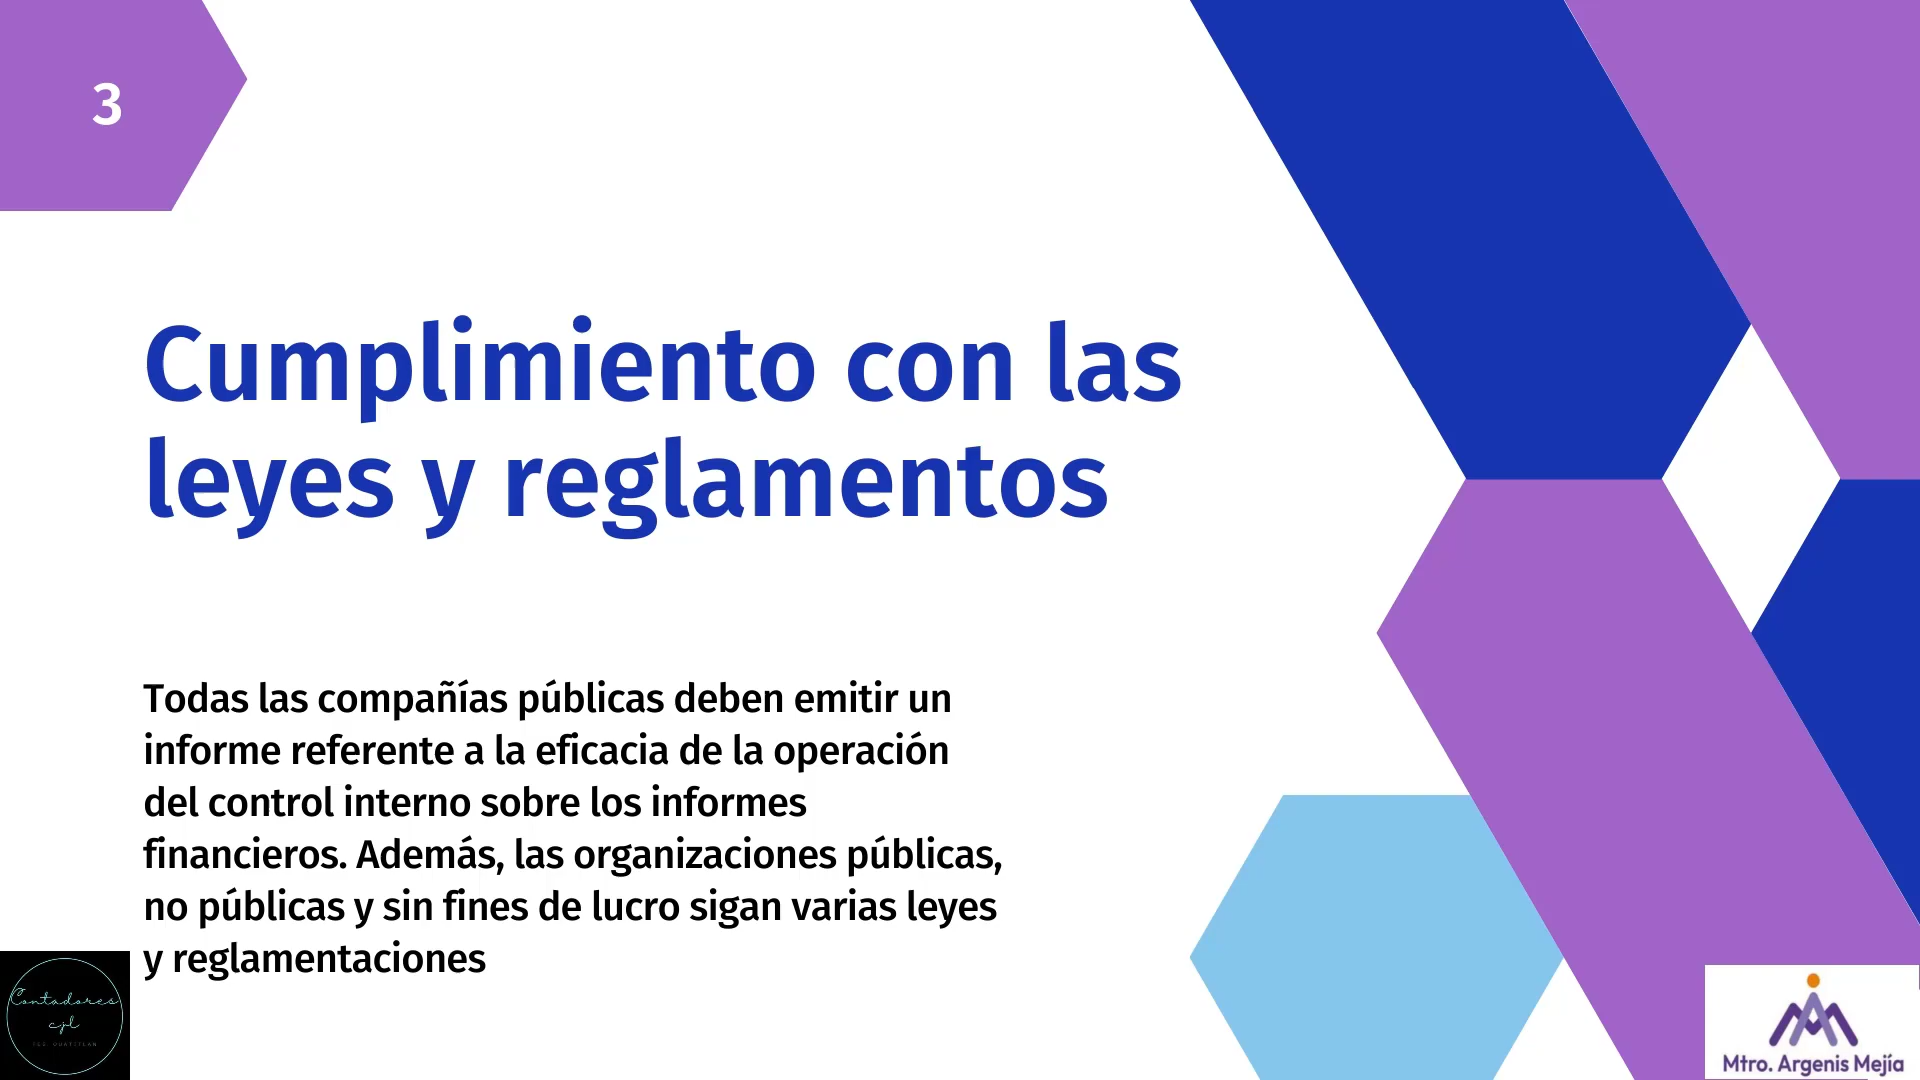 3
Cumplimiento con las
leyes y reglamentos
Todas las compañías públicas deben emitir un
informe referente a la eficacia de la operación
del control interno sobre los informes
financieros. Además, las organizaciones públicas,
no públicas y sin fines de lucro sigan varias leyes
y reglamentaciones
Contadores
cjl
Mtro. Argenis Mejía